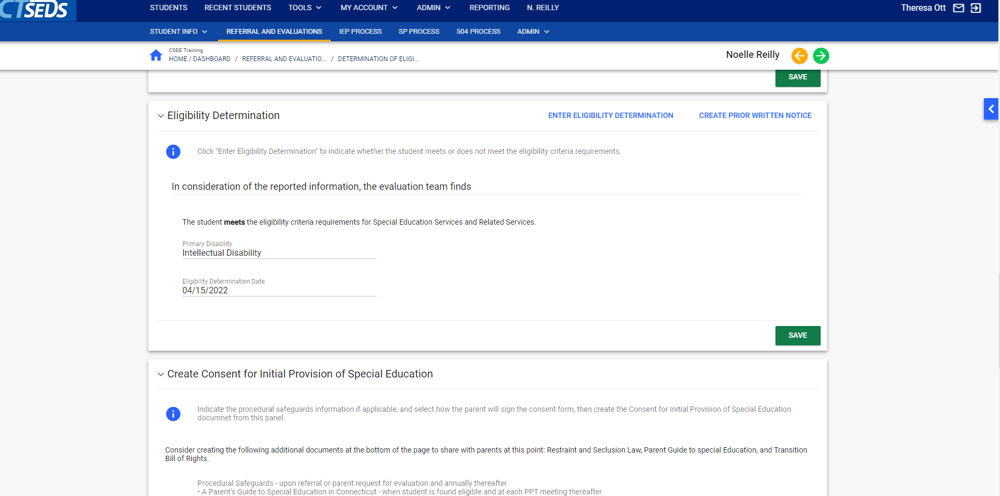 CTSEDS
STUDENTS RECENT STUDENTS TOOLS MY ACCOUNT ADMIN REPORTING N. REILLY
Theresa Ott
STUDENT INFO REFERRAL AND EVALUATIONS IEP PROCESS SP PROCESS 504 PROCESS ADMIN
CSDE Training
HOME / DASHBOARD / REFERRAL AND EVALUATIO... / DETERMINATION OF ELIGI...
Noelle Reilly
SAVE
Eligibility Determination
ENTER ELIGIBILITY DETERMINATION CREATE PRIOR WRITTEN NOTICE
Click "Enter Eligibility Determination" to indicate whether the student meets or does not meet the eligibility criteria requirements.
In consideration of the reported information, the evaluation team finds
The student meets the eligibility criteria requirements for Special Education Services and Related Services.
Primary Disability
Intellectual Disability
Eligibility Determination Date
04/15/2022
SAVE
Create Consent for Initial Provision of Special Education
Indicate the procedural safeguards information if applicable, and select how the parent will sign the consent form, then create the Consent for Initial Provision of Special Education
documnet from this panel.
Consider creating the following additional documents at the bottom of the page to share with parents at this point: Restraint and Seclusion Law, Parent Guide to special Education, and Transition
Bill of Rights.
Procedural Safeguards - upon referral or parent request for evaluation and annually thereafter
• A Parent's Guide to Special Education in Connecticut - when student is found eligible and at each PPT meeting thereafter